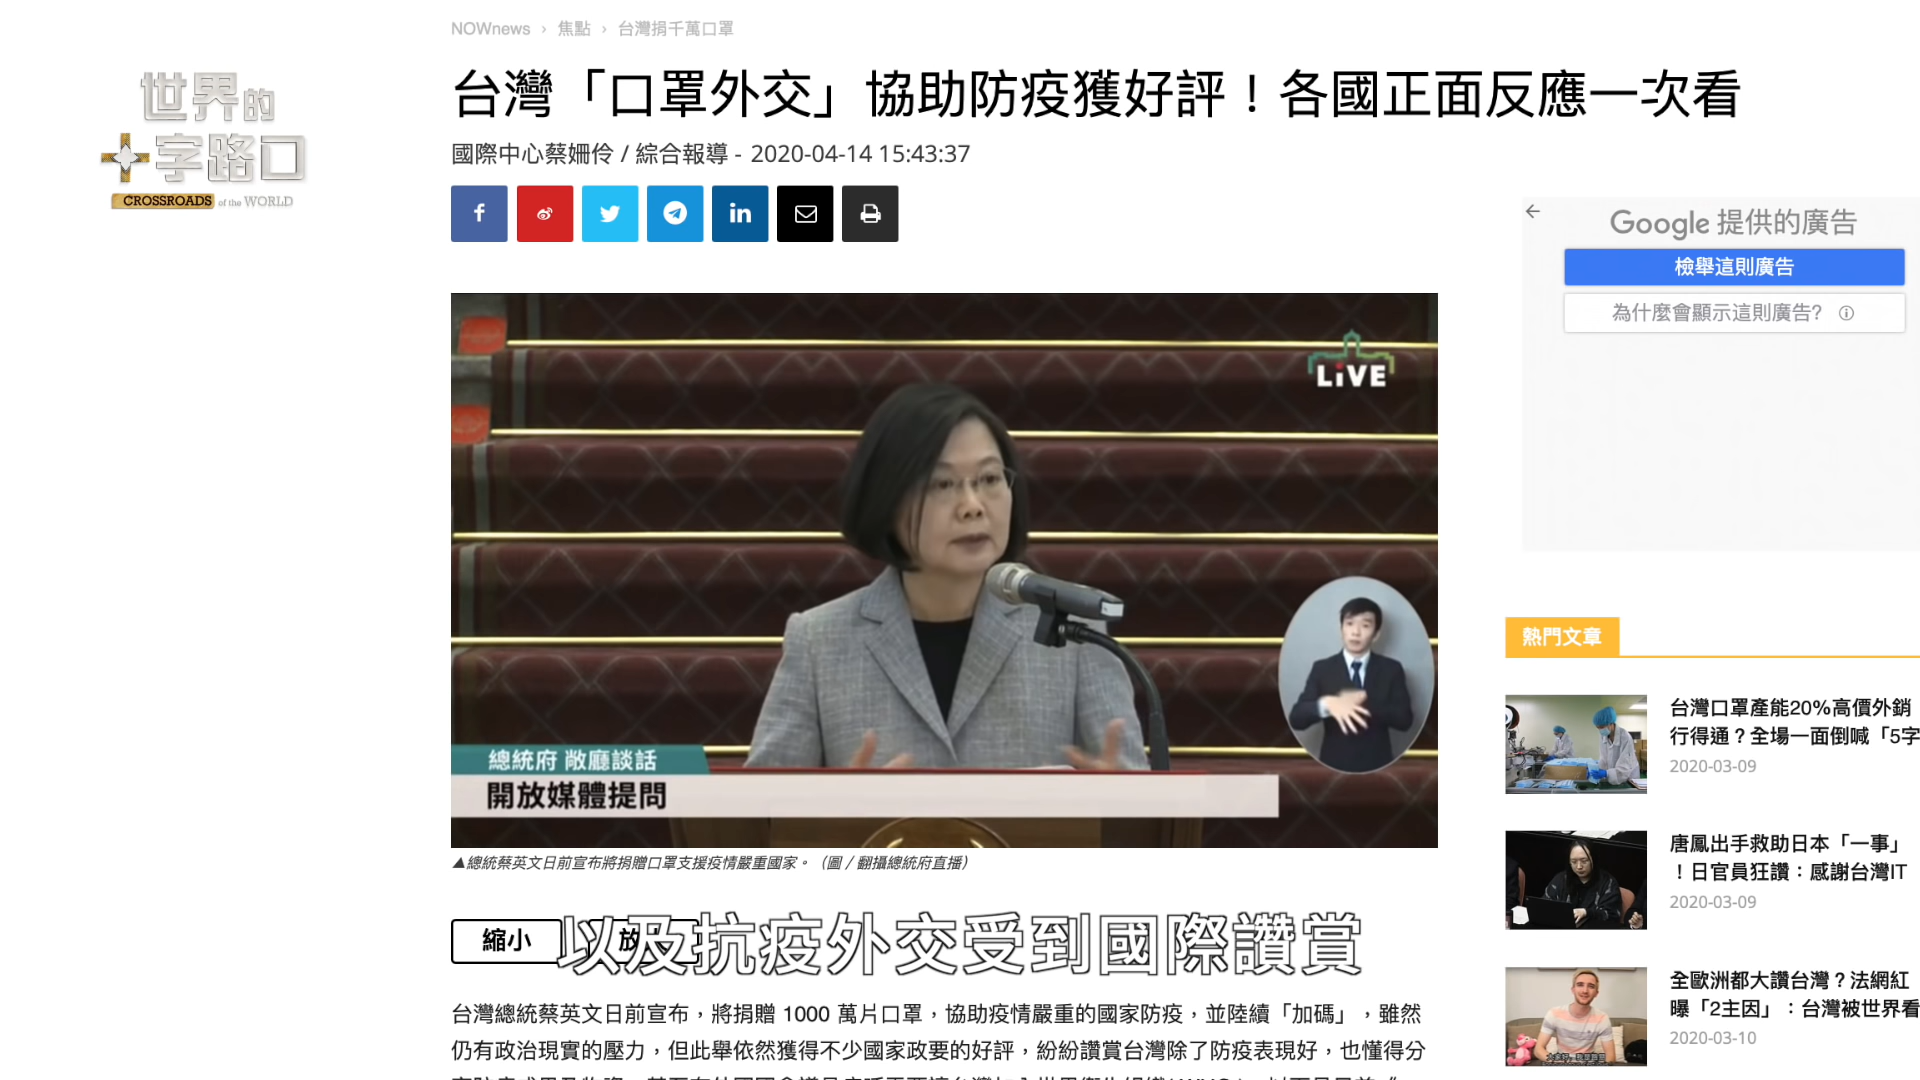 NOWnews › 焦點 › 台灣捐千萬口罩
台灣「口罩外交」協助防疫獲好評！各國正面反應一次看
國際中心蔡姍伶 / 綜合報導 - 2020-04-14 15:43:37
世界的
十字路口
CROSSROADS of the WORLD
Google 提供的廣告
檢舉這則廣告
為什麼會顯示這則廣告?
LiVE
總統府 敞廳談話
開放媒體提問
▲總統蔡英文日前宣布將捐贈口罩支援疫情嚴重國家。（圖 / 翻攝總統府直播）
縮小
放
以及抗疫外交受到國際讚賞
台灣總統蔡英文日前宣布，將捐贈 1000 萬片口罩，協助疫情嚴重的國家防疫，並陸續「加碼」，雖然
仍有政治現實的壓力，但此舉依然獲得不少國家政要的好評，紛紛讚賞台灣除了防疫表現好，也懂得分
熱門文章
台灣口罩產能20%高價外銷
行得通？全場一面倒喊「5字
2020-03-09
唐鳳出手救助日本「一事」
！日官員狂讚：感謝台灣IT
2020-03-09
全歐洲都大讚台灣？法網紅
曝「2主因」：台灣被世界看
2020-03-10